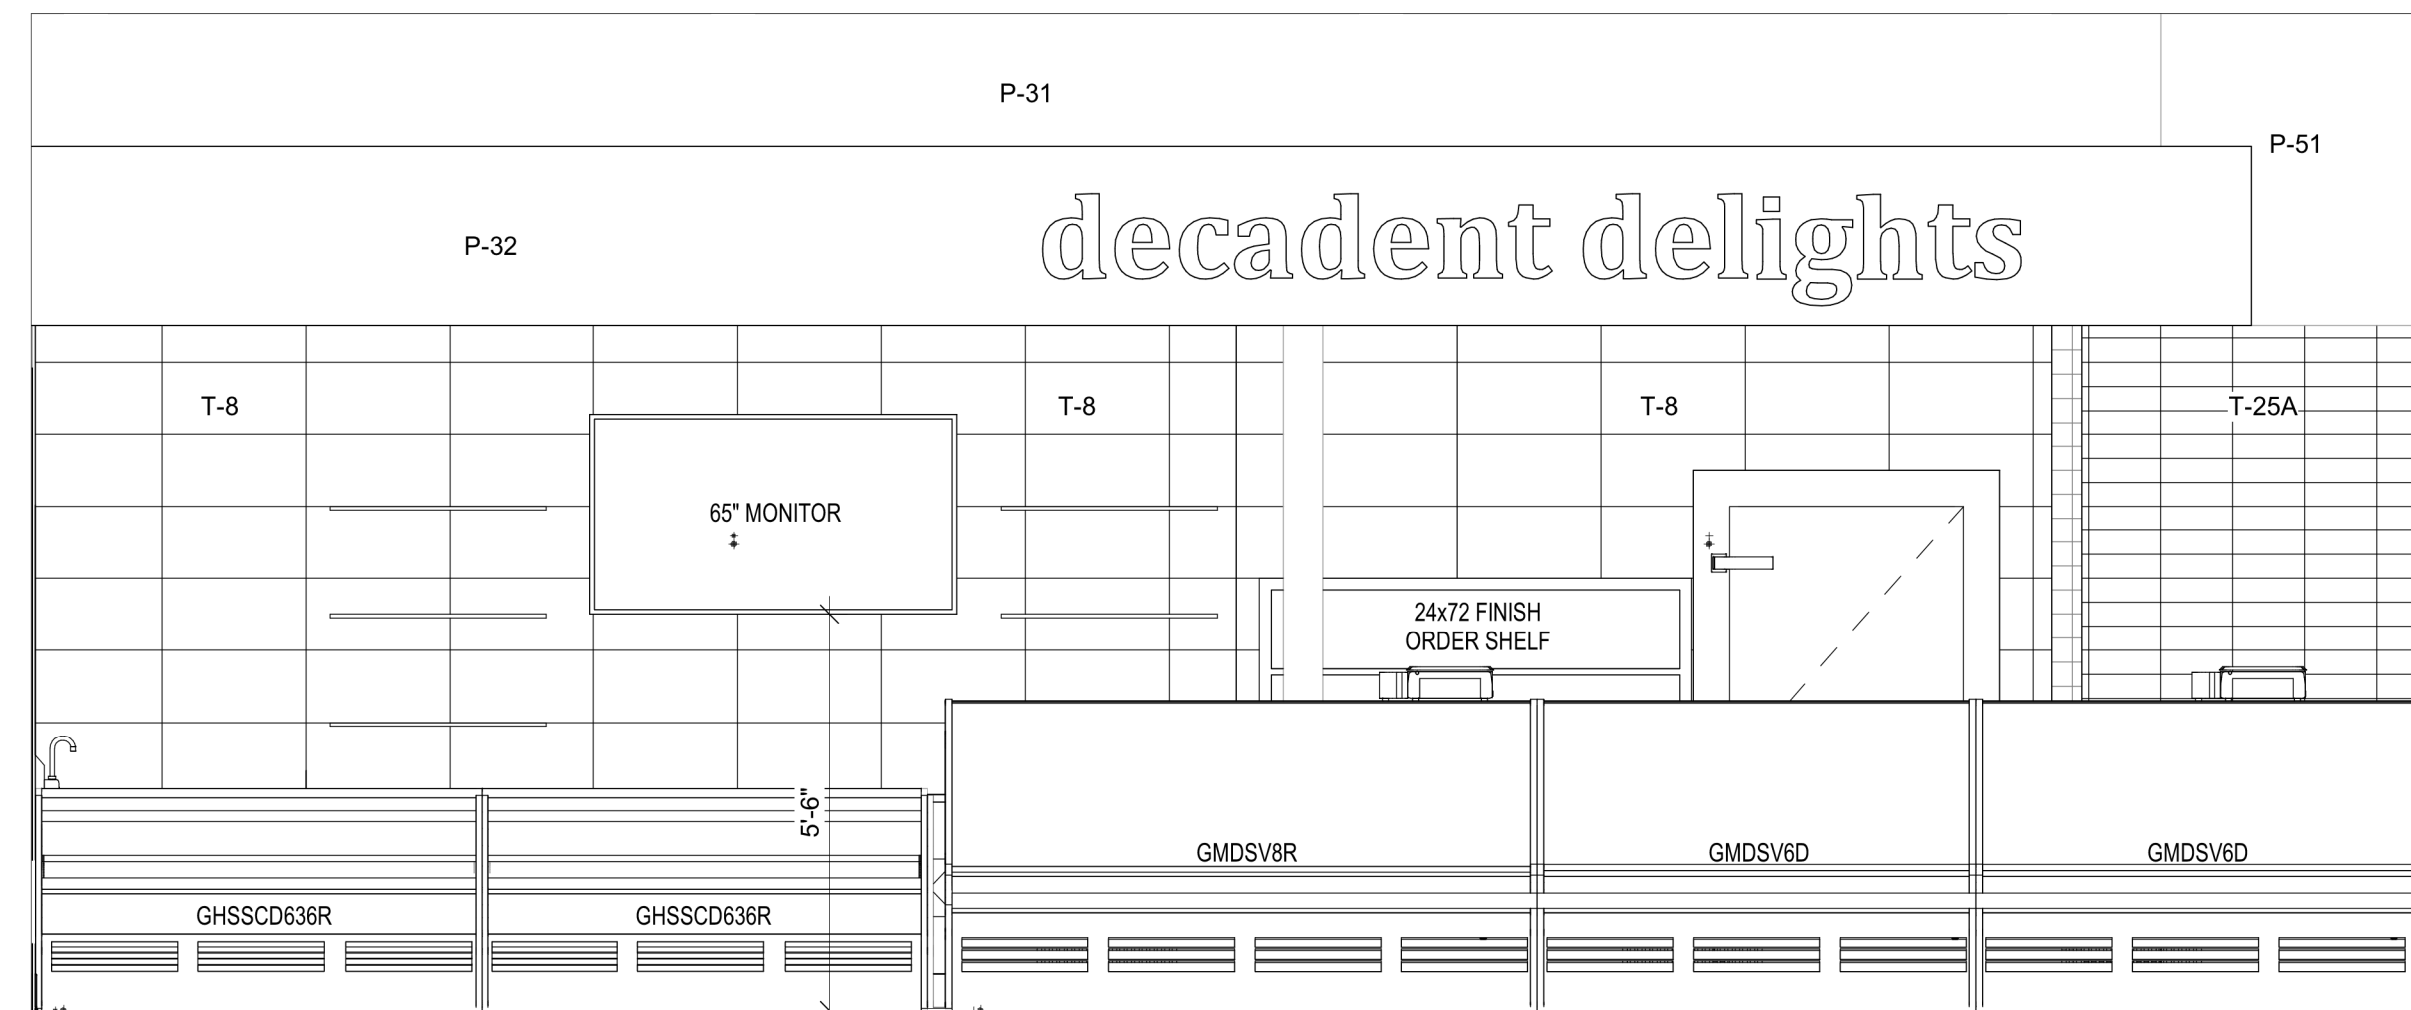 P-31
P-51
decadent delights
P-32
T-8
T-8
T-8
T-25A
65" MONITOR
24x72 FINISH
ORDER SHELF
5'-6"
GMDSV8R
GMDSV6D
GMDSV6D
GHSSCD636R
GHSSCD636R